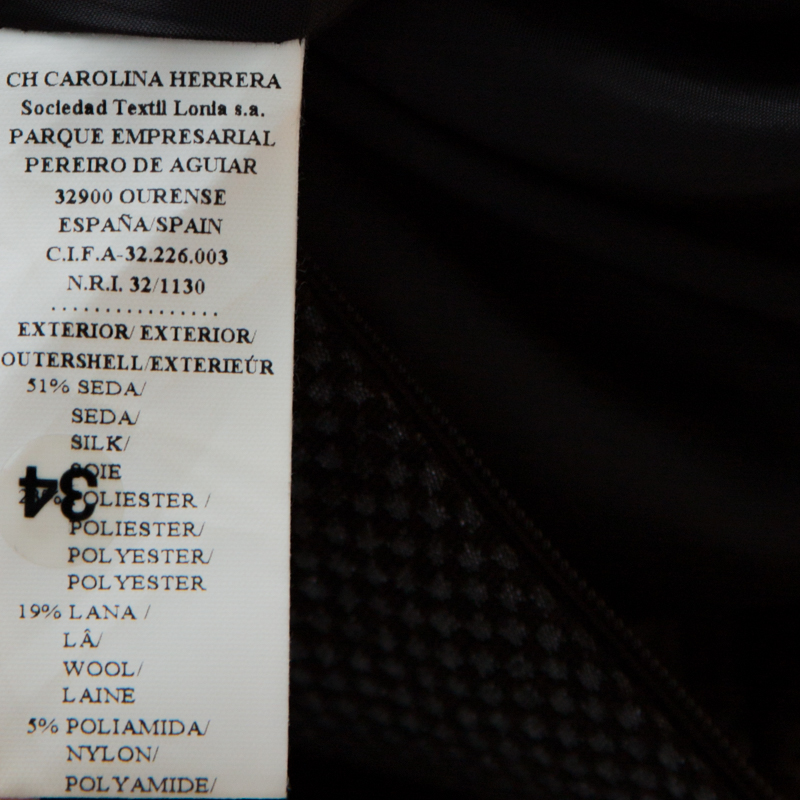 CH CAROLINA HERRERA
Sociedad Textil Lonia s.a.
PARQUE EMPRESARIAL
PEREIRO DE AGUIAR
32900 OURENSE
ESPAÑA/SPAIN
C.I.F.A-32.226.003
N.R.I. 32/1130
EXTERIOR/ EXTERIOR/
OUTERSHELL/EXTERIEÚR
51% SEDA/
SEDA/
SILK/
SOIE
34
POLIESTER /
POLIESTER/
POLYESTER/
POLYESTER
19% LANA /
LÂ/
WOOL/
LAINE
5% POLIAMIDA/
NYLON/
POLYAMIDE/